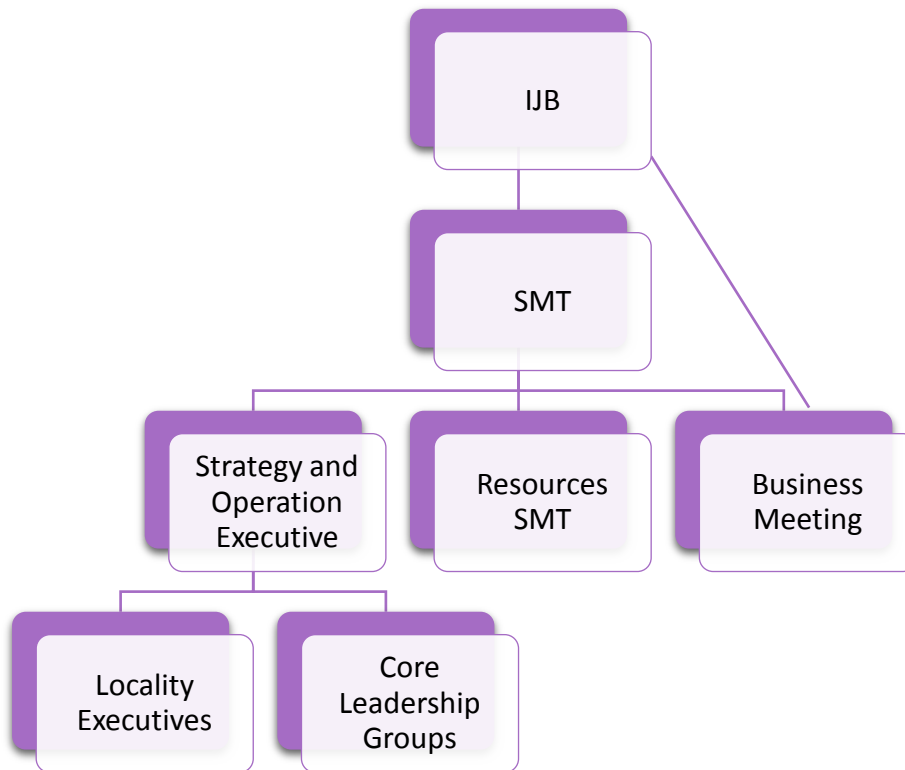 IJB
SMT
Strategy and
Operation
Executive
Resources
SMT
Business
Meeting
Locality
Executives
Core
Leadership
Groups